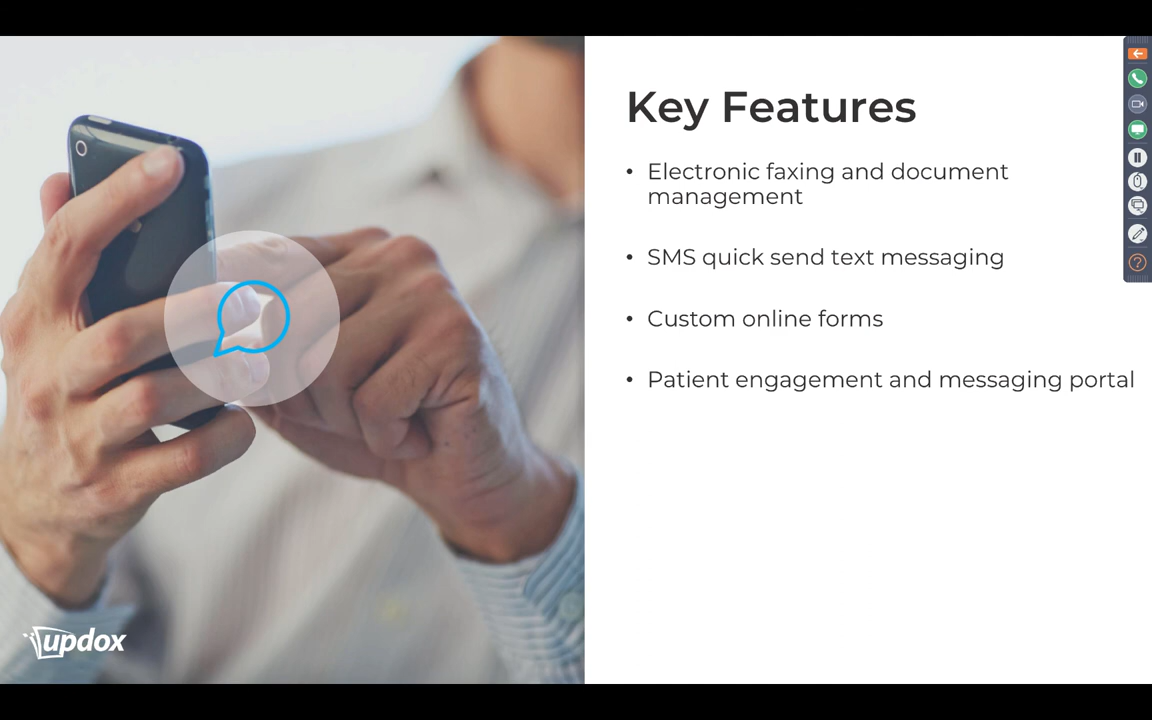 Key Features
• Electronic faxing and document
management
• SMS quick send text messaging
• Custom online forms
• Patient engagement and messaging portal
updox